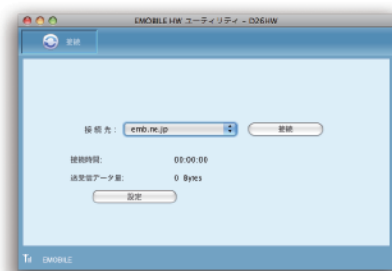 EMOBILE HW ユーティリティ - D26HW
接続
接続先: emb.ne.jp 接続
接続時間: 00:00:00
送受信データ量: 0 Bytes
設定
EMOBILE